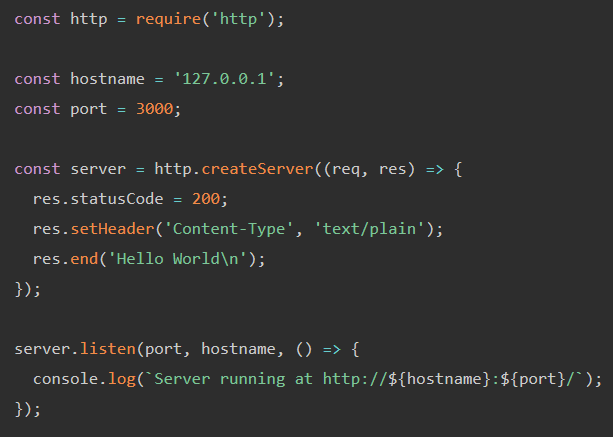 const http = require('http');

const hostname = '127.0.0.1';
const port = 3000;

const server = http.createServer((req, res) => {
  res.statusCode = 200;
  res.setHeader('Content-Type', 'text/plain');
  res.end('Hello World\n');
});

server.listen(port, hostname, () => {
  console.log(`Server running at http://${hostname}:${port}/`);
});